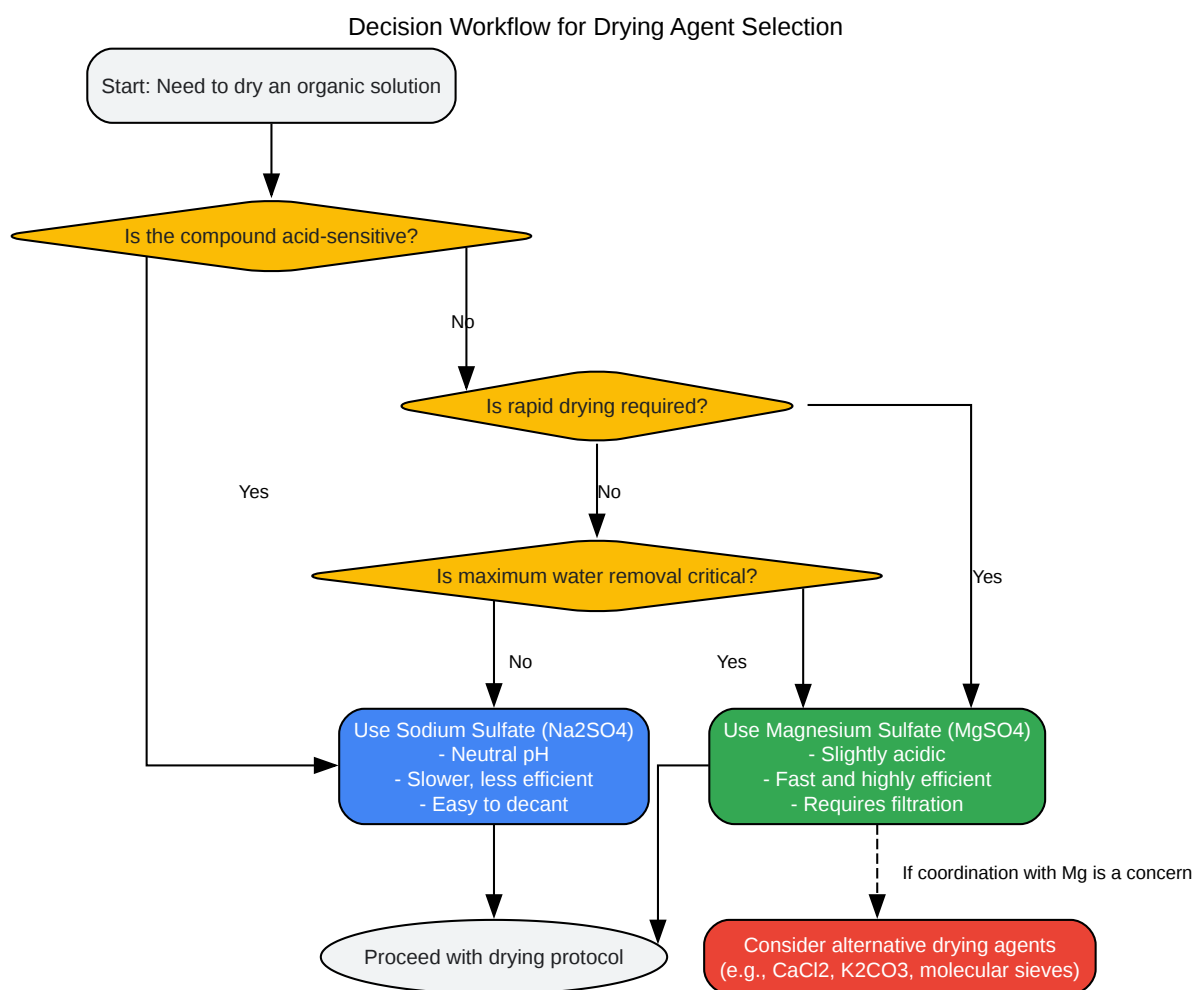 Decision Workflow for Drying Agent Selection
Start: Need to dry an organic solution
Is the compound acid-sensitive?
No
Is rapid drying required?
Yes
No
Is maximum water removal critical?
Yes
No
Yes
Use Sodium Sulfate (Na2SO4)
- Neutral pH
- Slower, less efficient
- Easy to decant
Use Magnesium Sulfate (MgSO4)
- Slightly acidic
- Fast and highly efficient
- Requires filtration
If coordination with Mg is a concern
Proceed with drying protocol
Consider alternative drying agents
(e.g., CaCl2, K2CO3, molecular sieves)